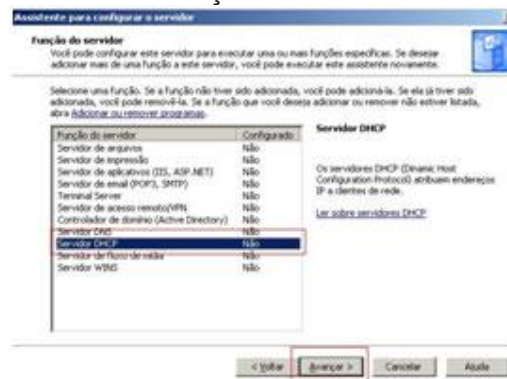 Assistente para configurar o servidor
Função do servidor
Você pode configurar este servidor para executar uma ou mais funções específicas. Se desejar
adicionar mais de uma função a este servidor, você pode executar este assistente novamente.
Selecione uma função. Se a função não tiver sido adicionada, você pode adicioná-la. Se ela já tiver sido
adicionada, você pode removê-la. Se a função que você deseja adicionar ou remover não estiver listada,
abra Adicionar ou remover programas.
Função do servidor Configurado
Servidor de arquivos Não
Servidor de impressão Não
Servidor de aplicativos (IIS, ASP.NET) Não
Servidor de email (POP3, SMTP) Não
Terminal Server Não
Servidor de acesso remoto/VPN Não
Controlador de domínio (Active Directory) Não
Servidor DNS Não
Servidor DHCP Não
Servidor de fluxo de mídia Não
Servidor WINS Não
Servidor DHCP
Os servidores DHCP (Dinamic Host
Configuration Protocol) atribuem endereços
IP a clientes de rede.
Ler sobre servidores DHCP
< Voltar Avançar > Cancelar Ajuda